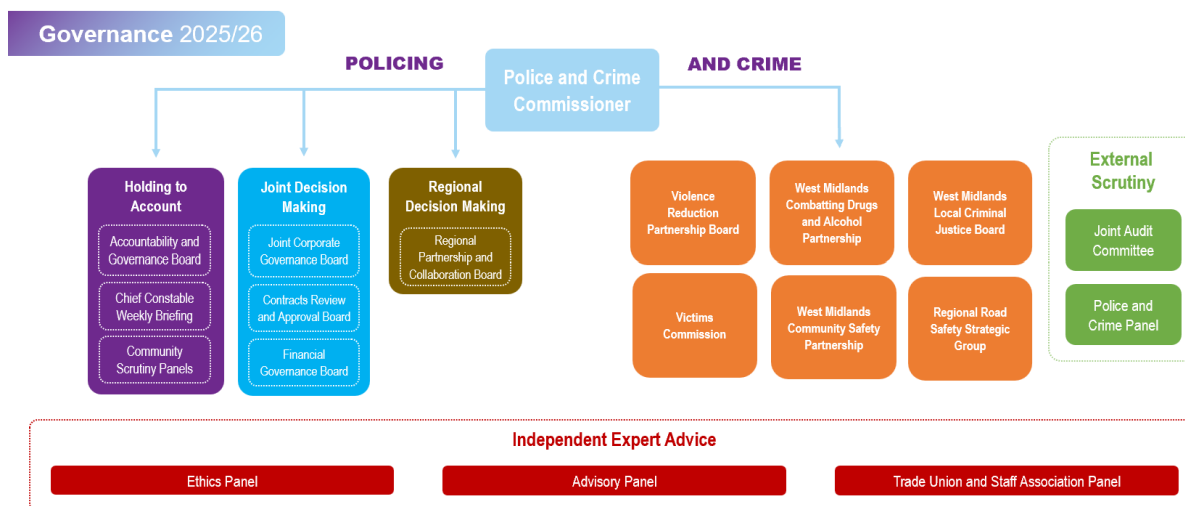 Governance 2025/26
POLICING
Police and Crime
Commissioner
AND CRIME
Holding to
Account
Accountability and
Governance Board
Chief Constable
Weekly Briefing
Community
Scrutiny Panels
Joint Decision
Making
Joint Corporate
Governance Board
Contracts Review
and Approval Board
Financial
Governance Board
Regional
Decision Making
Regional
Partnership and
Collaboration Board
Violence
Reduction
Partnership Board
West Midlands
Combatting Drugs
and Alcohol
Partnership
West Midlands
Local Criminal
Justice Board
Victims
Commission
West Midlands
Community Safety
Partnership
Regional Road
Safety Strategic
Group
External
Scrutiny
Joint Audit
Committee
Police and
Crime Panel
Independent Expert Advice
Ethics Panel
Advisory Panel
Trade Union and Staff Association Panel